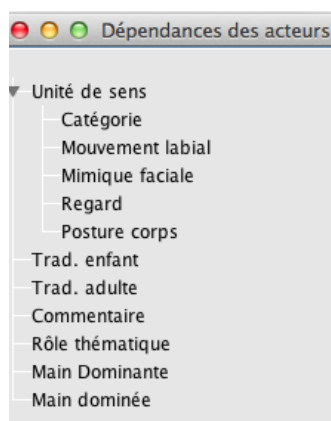 Dépendances des acteurs
Unité de sens
Catégorie
Mouvement labial
Mimique faciale
Regard
Posture corps
Trad. enfant
Trad. adulte
Commentaire
Rôle thématique
Main Dominante
Main dominée